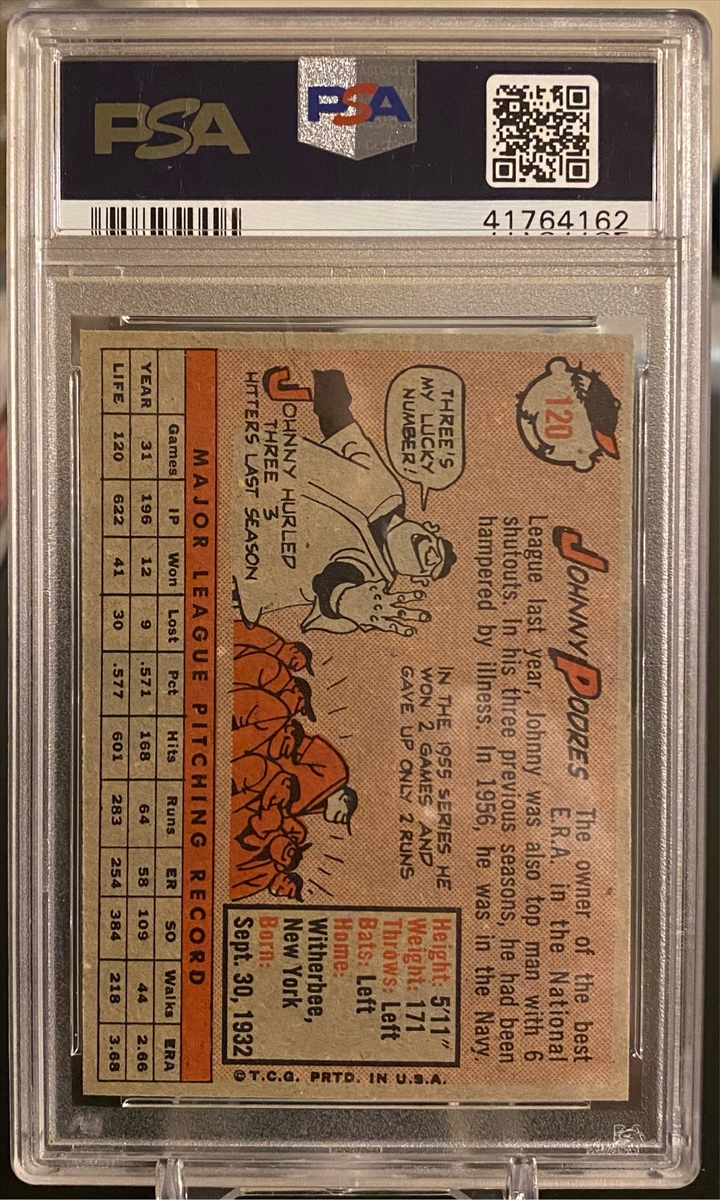 PSA
PSA
41764162
120
JOHNNY PODRES The owner of the best
E.R.A. in the National
League last year, Johnny was also top man with 6
shutouts. In his three previous seasons, he had been
hampered by illness. In 1956, he was in the Navy
THREE'S
MY LUCKY
NUMBER!
JOHNNY HURLED
THREE 3
HITTERS LAST SEASON
IN THE 1955 SERIES HE
WON 2 GAMES AND
GAVE UP ONLY 2 RUNS
Height: 5'11"
Weight: 171
Throws: Left
Bats: Left
Home:
Witherbee,
New York
Born:
Sept. 30, 1932
MAJOR LEAGUE PITCHING RECORD
Games IP Won Lost Pct Hits Runs ER SO Walks ERA
YEAR 31 196 12 9 .571 168 64 58 109 44 2.66
LIFE 120 622 41 30 .577 601 283 254 384 218 3.68
©T.C.G. PRTD. IN U.S.A.
PSA